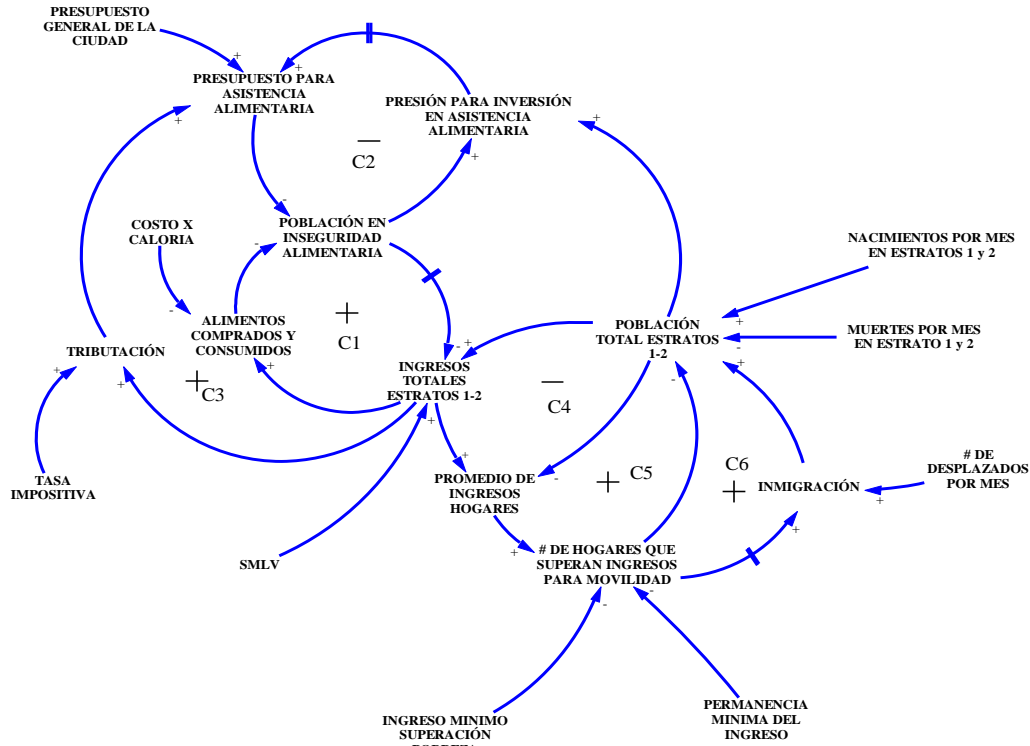 PRESUPUESTO
GENERAL DE LA
CIUDAD
PRESUPUESTO PARA
ASISTENCIA
ALIMENTARIA
PRESIÓN PARA INVERSIÓN
EN ASISTENCIA
ALIMENTARIA
C2
COSTO X
CALORIA
POBLACIÓN EN
INSEGURIDAD
ALIMENTARIA
NACIMIENTOS POR MES
EN ESTRATOS 1 y 2
ALIMENTOS
COMPRADOS Y
CONSUMIDOS
C1
POBLACIÓN
TOTAL ESTRATOS
1-2
MUERTES POR MES
EN ESTRATO 1 y 2
TRIBUTACIÓN
C3
INGRESOS
TOTALES
ESTRATOS 1-2
C4
TASA
IMPOSITIVA
PROMEDIO DE
INGRESOS
HOGARES
C5
C6
INMIGRACIÓN
# DE
DESPLAZADOS
POR MES
SMLV
# DE HOGARES QUE
SUPERAN INGRESOS
PARA MOVILIDAD
INGRESO MINIMO
SUPERACIÓN
PERMANENCIA
MINIMA DEL
INGRESO